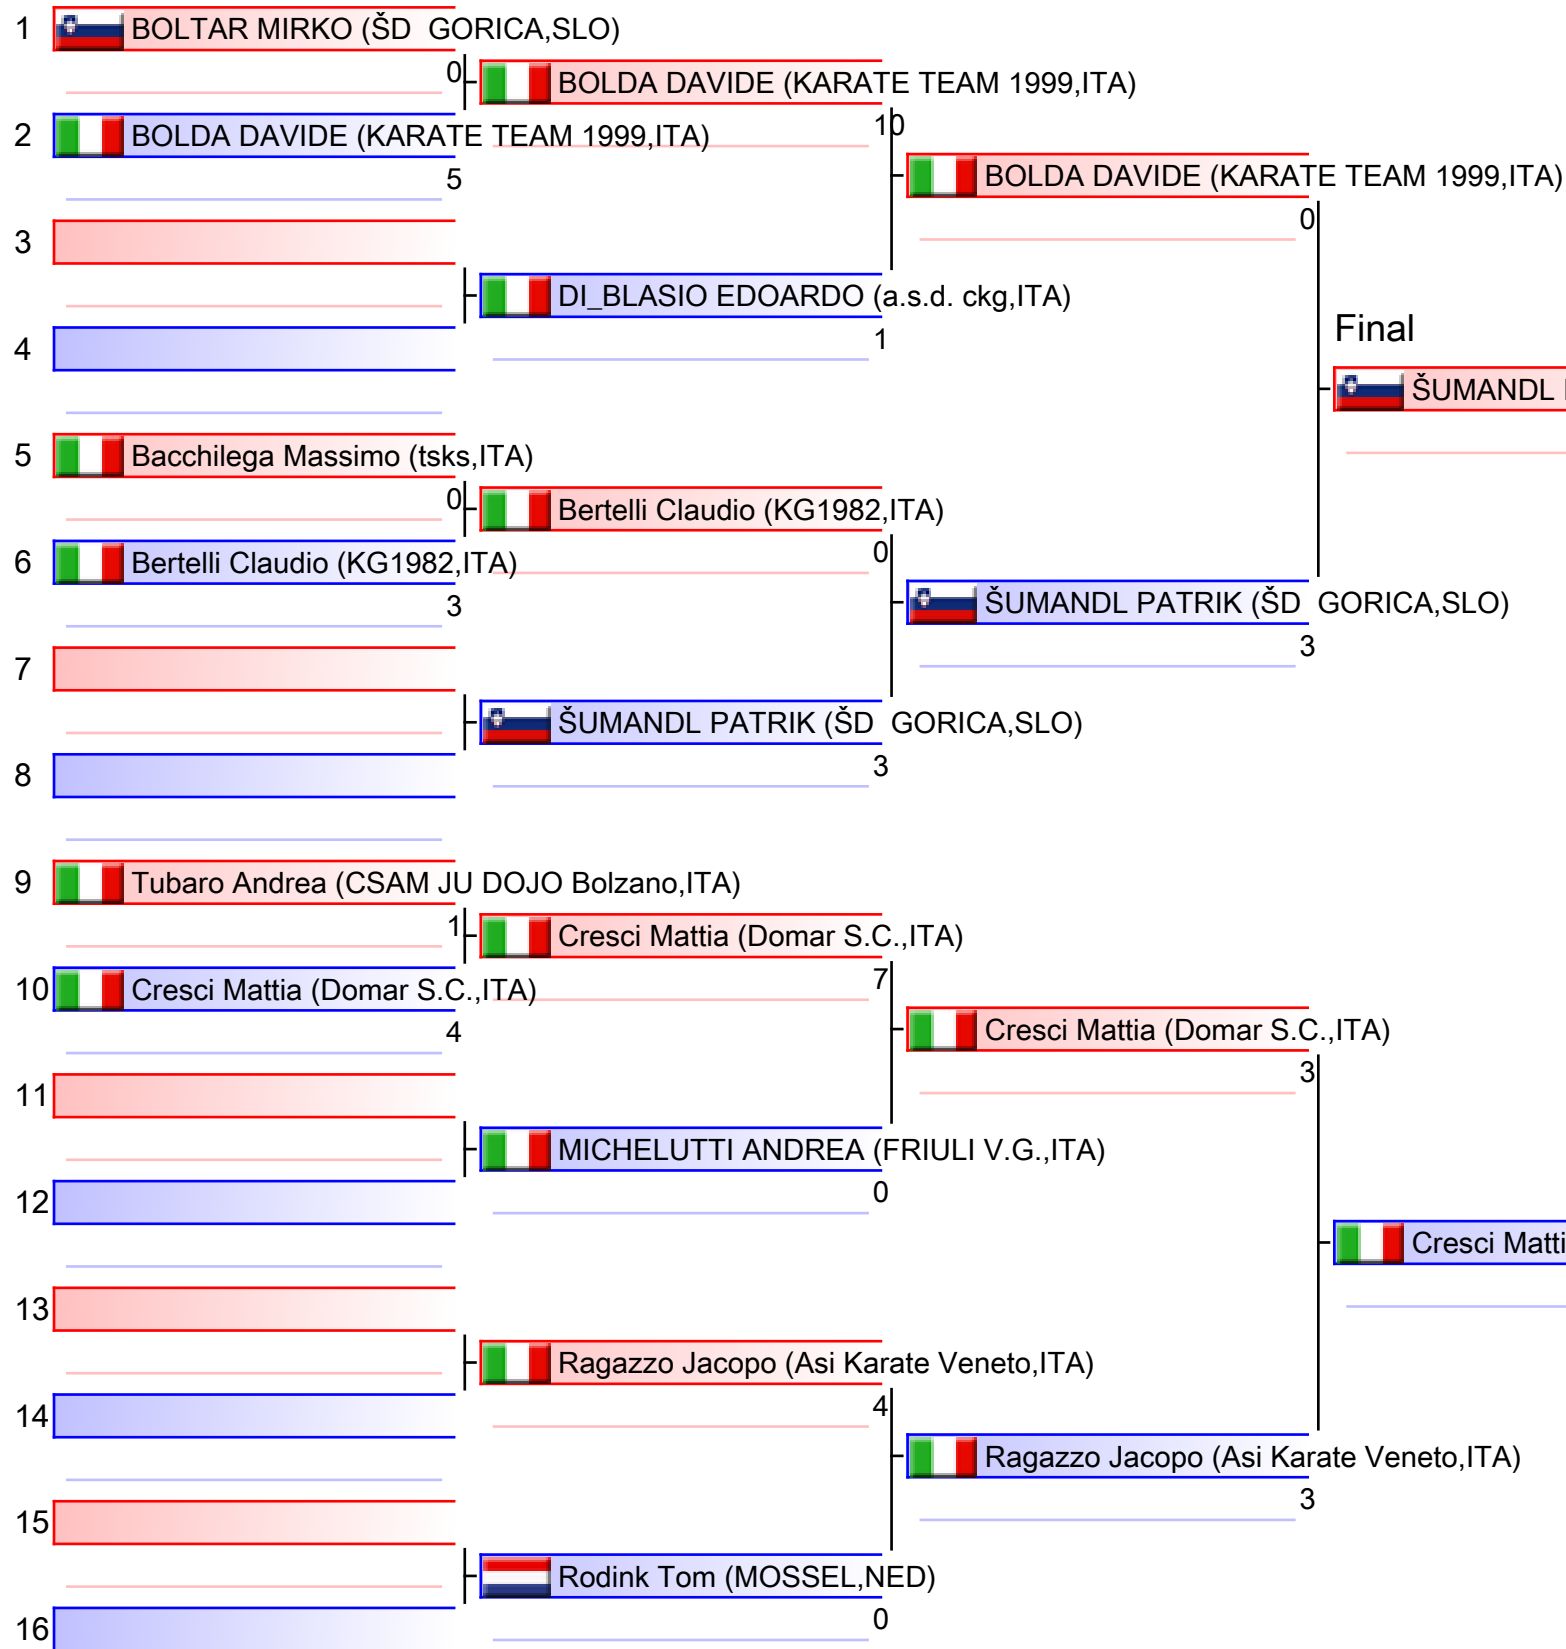 1 BOLTAR MIRKO (ŠD  GORICA,SLO)
0 BOLDA DAVIDE (KARATE TEAM 1999,ITA)
2 BOLDA DAVIDE (KARATE TEAM 1999,ITA)
10
BOLDA DAVIDE (KARATE TEAM 1999,ITA)
5
0
3
DI_BLASIO EDOARDO (a.s.d. ckg,ITA)
1
Final
4
ŠUMANDL
5 Bacchilega Massimo (tsks,ITA)
0 Bertelli Claudio (KG1982,ITA)
6 Bertelli Claudio (KG1982,ITA)
0
ŠUMANDL PATRIK (ŠD  GORICA,SLO)
3
3
7
ŠUMANDL PATRIK (ŠD  GORICA,SLO)
3
8
9 Tubaro Andrea (CSAM JU DOJO Bolzano,ITA)
1 Cresci Mattia (Domar S.C.,ITA)
10 Cresci Mattia (Domar S.C.,ITA)
7
Cresci Mattia (Domar S.C.,ITA)
4
3
11
MICHELUTTI ANDREA (FRIULI V.G.,ITA)
0
12
Cresci Matti
13
Ragazzo Jacopo (Asi Karate Veneto,ITA)
4
14
Ragazzo Jacopo (Asi Karate Veneto,ITA)
3
15
Rodink Tom (MOSSEL,NED)
0
16